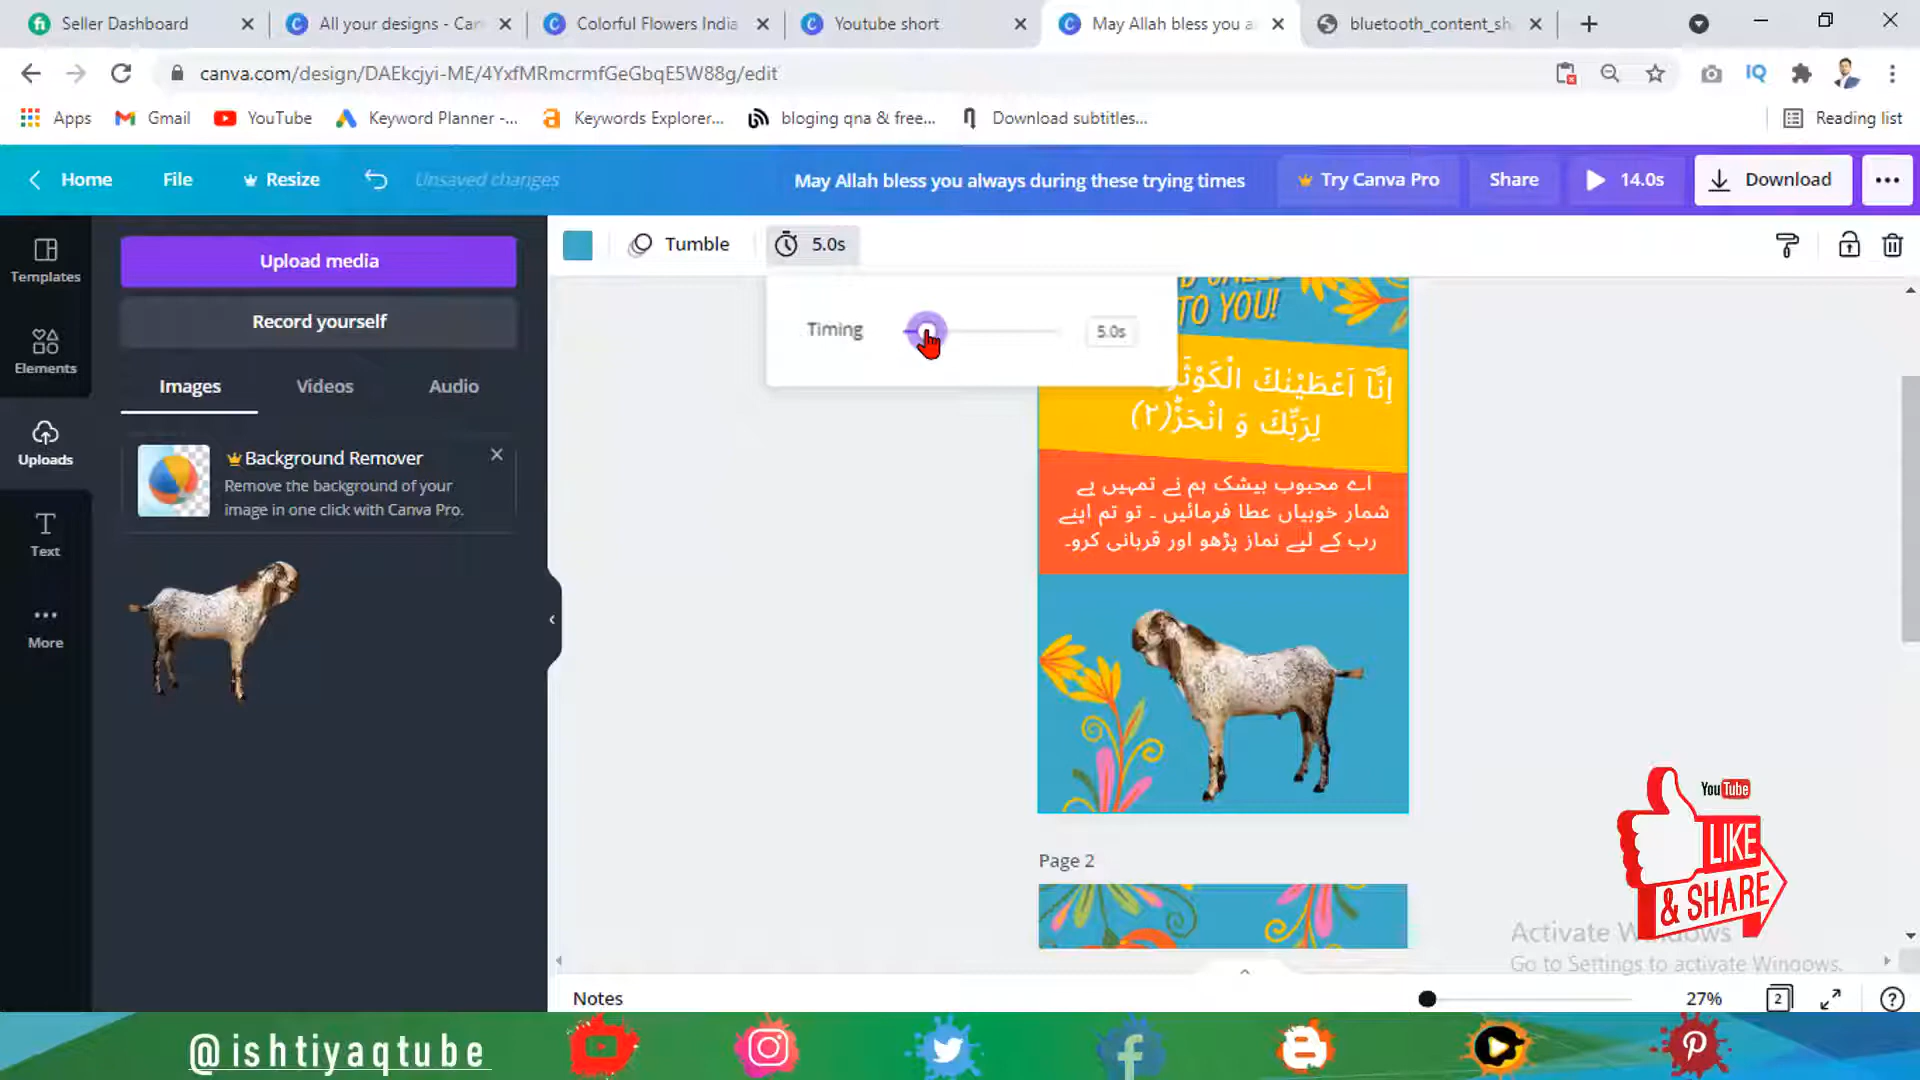 Seller Dashboard
All your designs - Can
Colorful Flowers India
Youtube short
May Allah bless you a
bluetooth_content_sh
canva.com/design/DAEkcjyi-ME/4YxfMRmcrmfGeGbqE5W88g/edit
IQ
Apps
Gmail
YouTube
Keyword Planner -...
Keywords Explorer...
bloging qna & free...
Download subtitles...
Reading list
Home
File
Resize
Unsaved changes
May Allah bless you always during these trying times
Try Canva Pro
Share
14.0s
Download
Templates
Elements
Uploads
Text
More
Upload media
Record yourself
Images
Videos
Audio
Background Remover
Remove the background of your
image in one click with Canva Pro.
Tumble
5.0s
Timing
5.0s
TO YOU!
اِنَّاۤ اَعْطَیْنٰكَ الْكَوْثَرَ
لِرَبِّكَ وَ انْحَرْؕ(۲)
اے محبوب بیشک ہم نے تمہیں بے
شمار خوبیاں عطا فرمائیں ۔ تو تم اپنے
رب کے لیے نماز پڑھو اور قربانی کرو۔
Page 2
YouTube
LIKE
& SHARE
Activate Windows
Go to Settings to activate Windows.
Notes
27%
2
@ishtiyaqtube